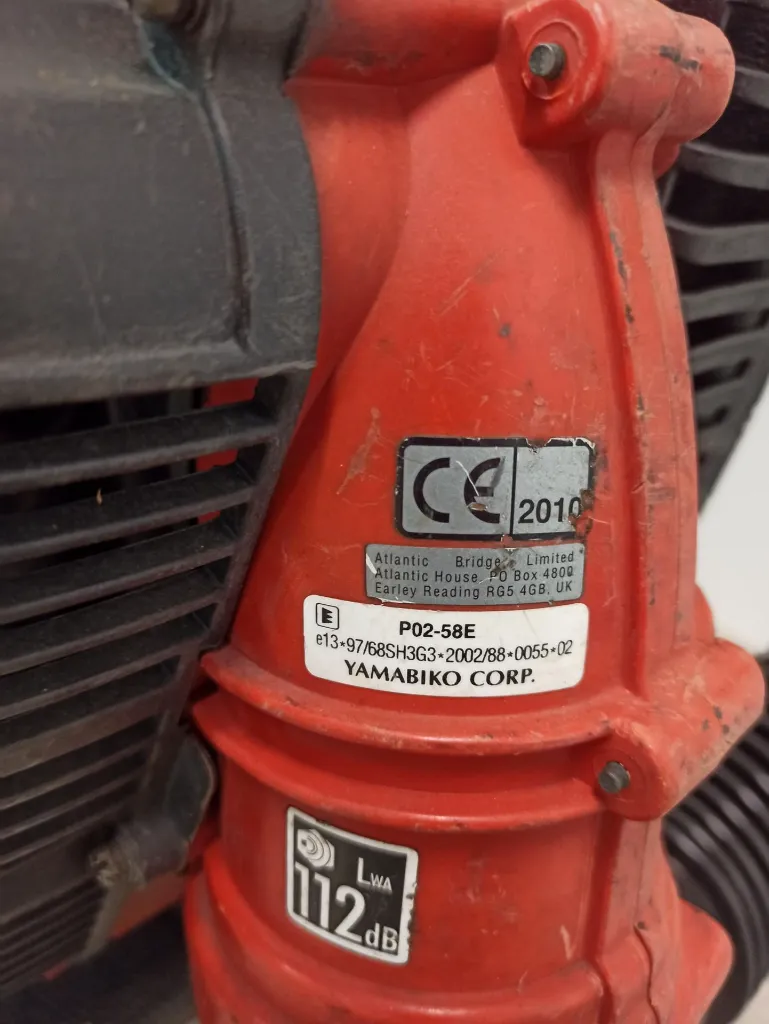 CE 2010
Atlantic Bridge Limited
Atlantic House, PO Box 4800
Earley Reading RG5 4GB, UK
E
P02-58E
e13*97/68SH3G3*2002/88*0055*02
YAMABIKO CORP.
LWA
112dB